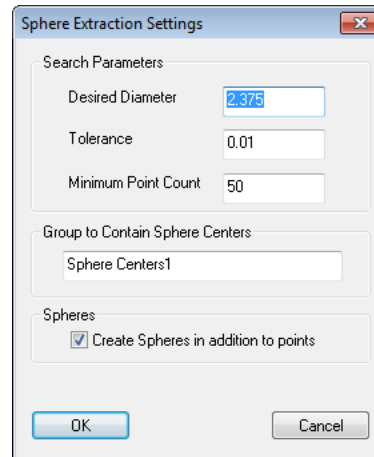 Sphere Extraction Settings
Search Parameters
Desired Diameter 2.375
Tolerance 0.01
Minimum Point Count 50
Group to Contain Sphere Centers
Sphere Centers1
Spheres
Create Spheres in addition to points
OK Cancel